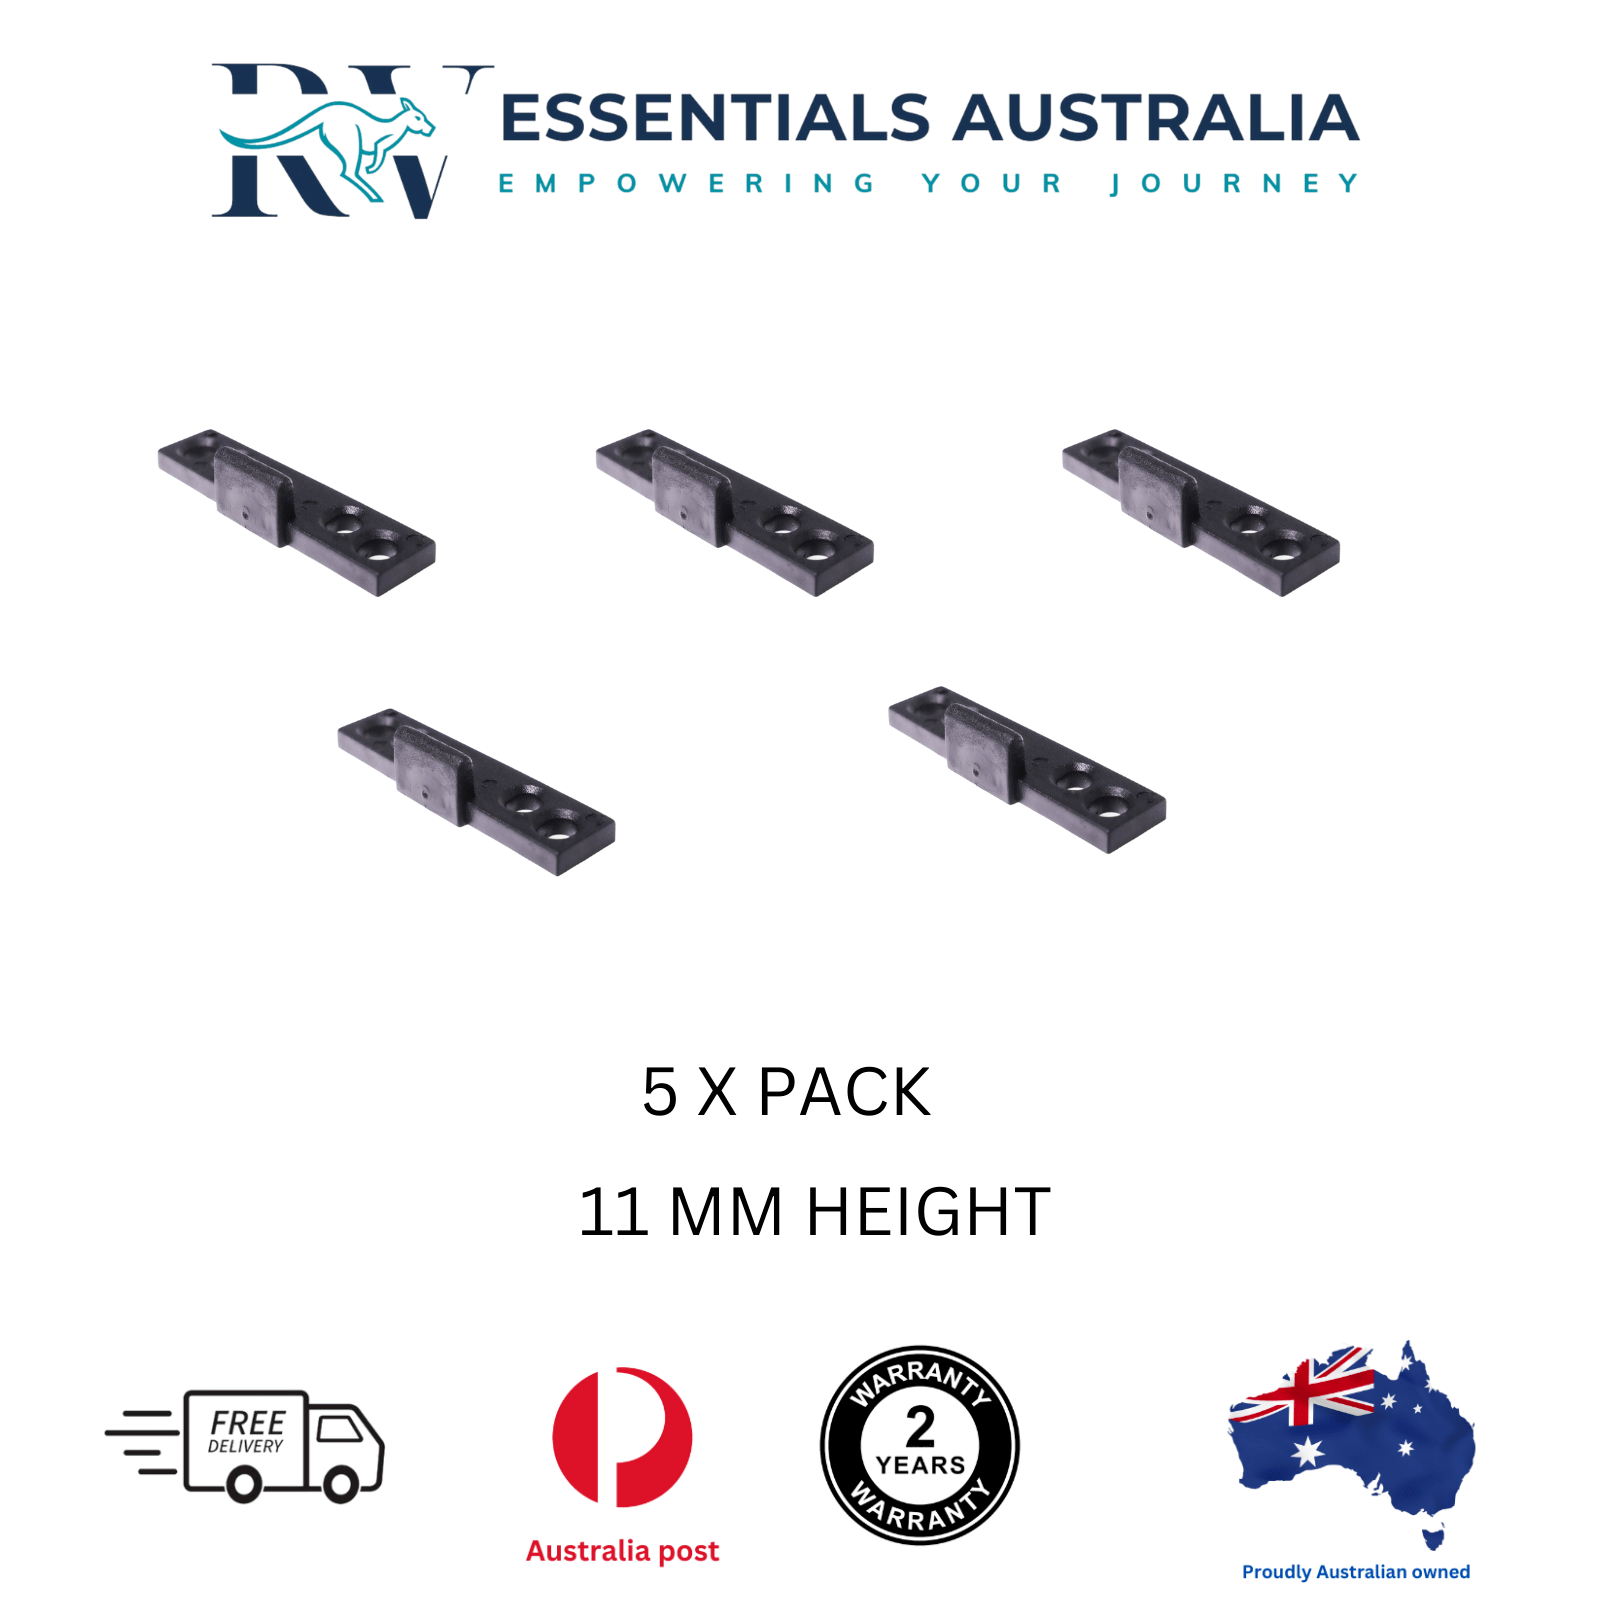 RV ESSENTIALS AUSTRALIA
EMPOWERING YOUR JOURNEY
5 X PACK
11 MM HEIGHT
FREE
DELIVERY
Australia post
WARRANTY
2
YEARS
WARRANTY
Proudly Australian owned